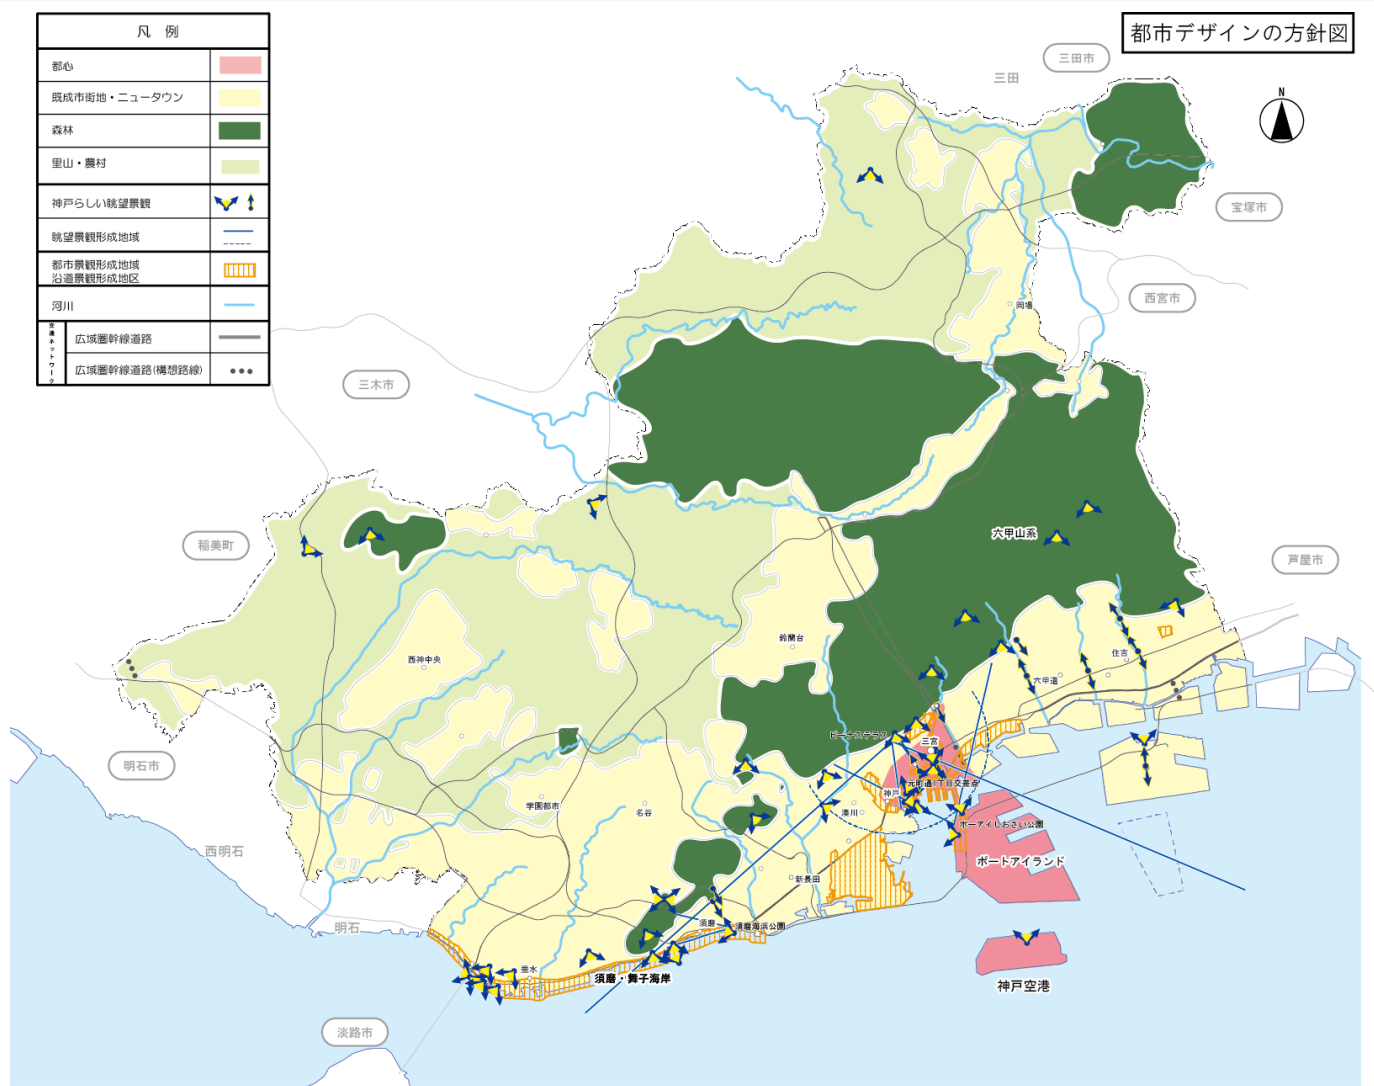 都市デザインの方針図
凡 例
都心
既成市街地・ニュータウン
森林
里山・農村
神戸らしい眺望景観
眺望景観形成地域
都市景観形成地域
沿道景観形成地区
河川
交通ネットワーク
広域圏幹線道路
広域圏幹線道路(構想路線)
N
三田市
三田
宝塚市
西宮市
岡場
三木市
稲美町
六甲山系
芦屋市
鈴蘭台
西神中央
住吉
六甲道
明石市
ビーナステラス
三宮
元町通1丁目交差点
神戸
学園都市
名谷
湊川
ポーアイしおさい公園
西明石
ポートアイランド
新長田
明石
須磨
須磨海浜公園
垂水
須磨・舞子海岸
神戸空港
淡路市